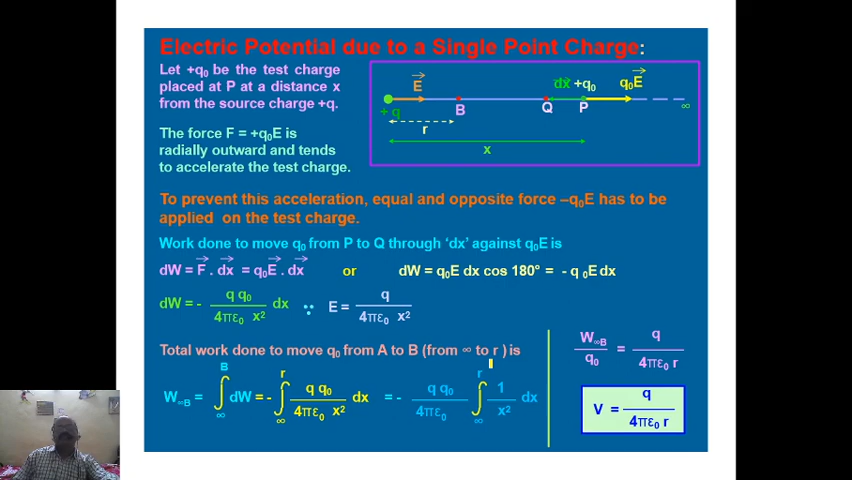 Electric Potential due to a Single Point Charge:
Let +q₀ be the test charge
placed at P at a distance x
from the source charge +q.
The force F = +q₀E is
radially outward and tends
to accelerate the test charge.
E
dx +q₀
q₀E
+ q
B
Q
P
∞
r
x
To prevent this acceleration, equal and opposite force –q₀E has to be
applied on the test charge.
Work done to move q₀ from P to Q through ‘dx’ against q₀E is
dW = F . dx = q₀E . dx or dW = q₀E dx cos 180° = - q ₀E dx
dW = - q q₀ / 4πε₀ x² dx ∵ E = q / 4πε₀ x²
Total work done to move q₀ from A to B (from ∞ to r ) is
W∞B = ∫∞B dW = - ∫∞r q q₀ / 4πε₀ x² dx = - q q₀ / 4πε₀ ∫∞r 1 / x² dx
W∞B / q₀ = q / 4πε₀ r
V = q / 4πε₀ r